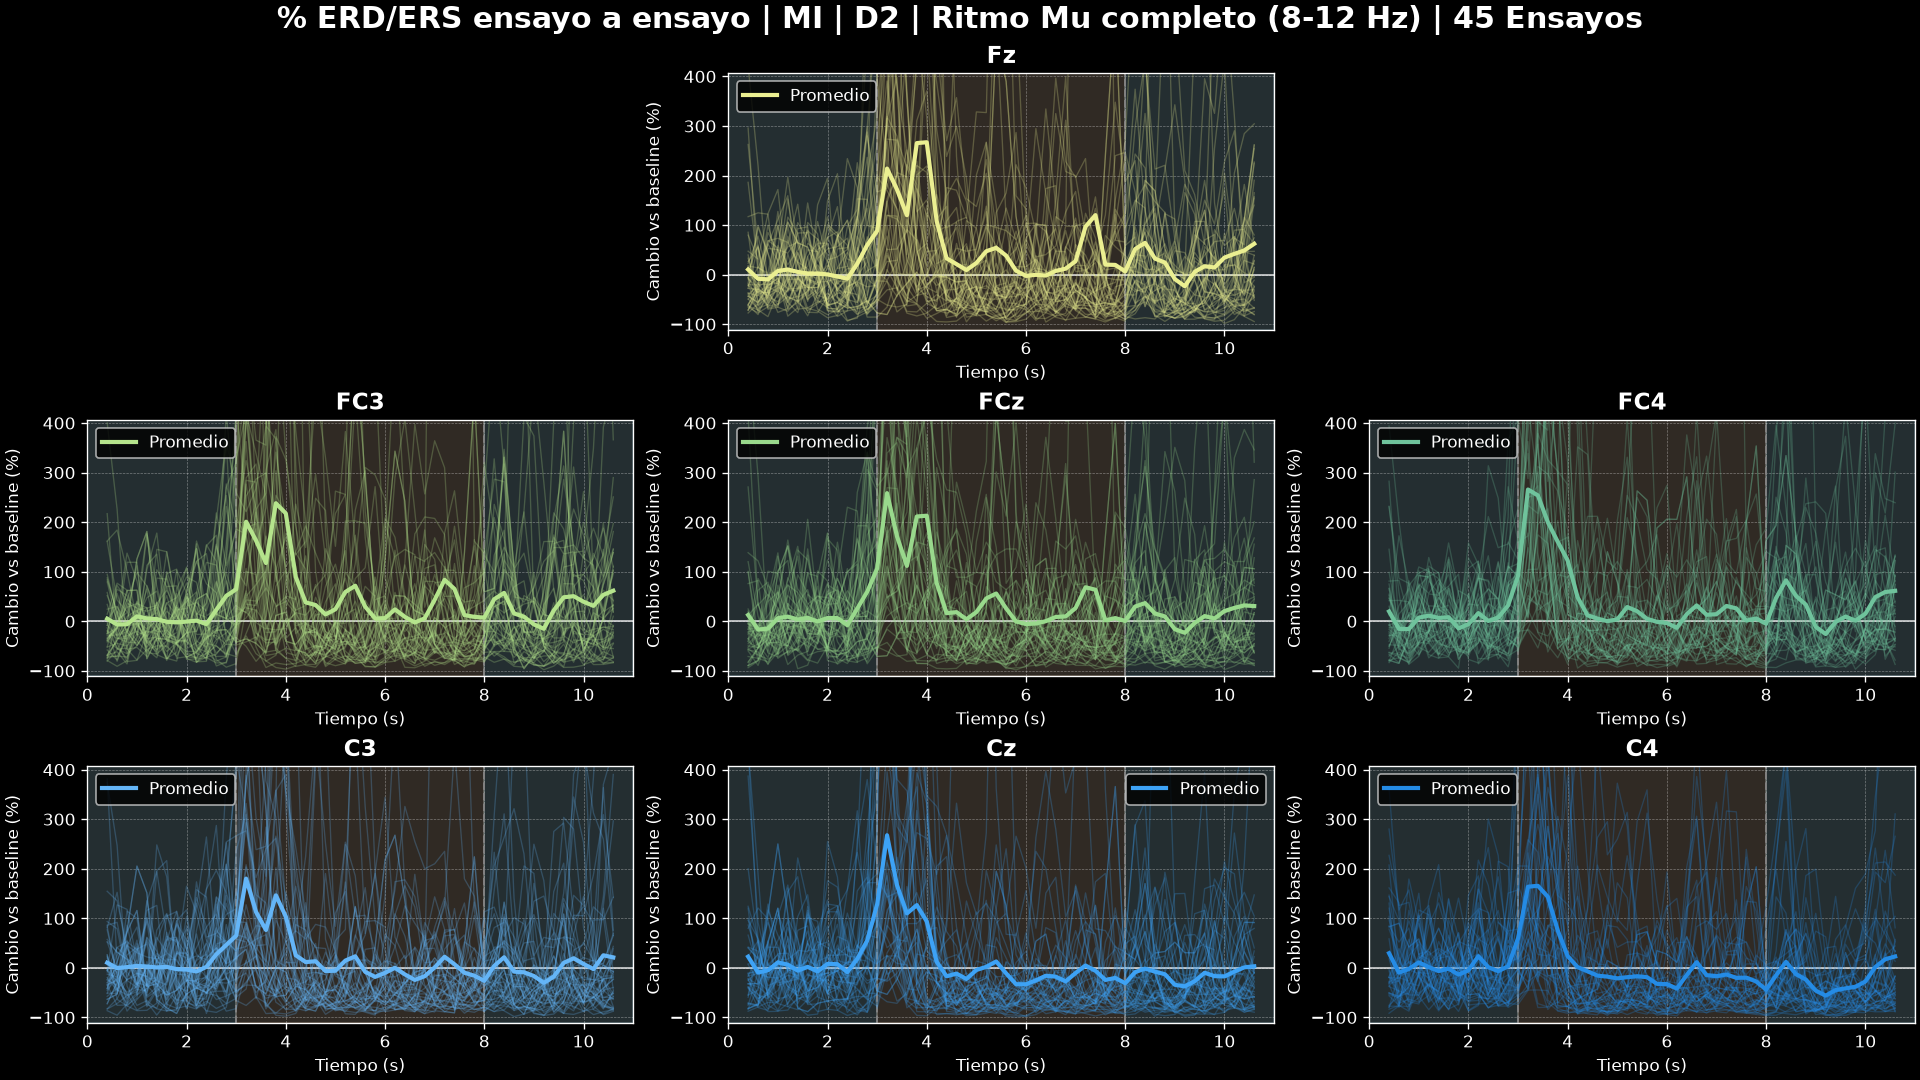 % ERD/ERS ensayo a ensayo | MI | D2 | Ritmo Mu completo (8-12 Hz) | 45 Ensayos
Fz
Promedio
Cambio vs baseline (%)
400
300
200
100
0
−100
0 2 4 6 8 10
Tiempo (s)
FC3
Promedio
Cambio vs baseline (%)
400
300
200
100
0
−100
0 2 4 6 8 10
Tiempo (s)
FCz
Promedio
Cambio vs baseline (%)
400
300
200
100
0
−100
0 2 4 6 8 10
Tiempo (s)
FC4
Promedio
Cambio vs baseline (%)
400
300
200
100
0
−100
0 2 4 6 8 10
Tiempo (s)
C3
Promedio
Cambio vs baseline (%)
400
300
200
100
0
−100
0 2 4 6 8 10
Tiempo (s)
Cz
Promedio
Cambio vs baseline (%)
400
300
200
100
0
−100
0 2 4 6 8 10
Tiempo (s)
C4
Promedio
Cambio vs baseline (%)
400
300
200
100
0
−100
0 2 4 6 8 10
Tiempo (s)